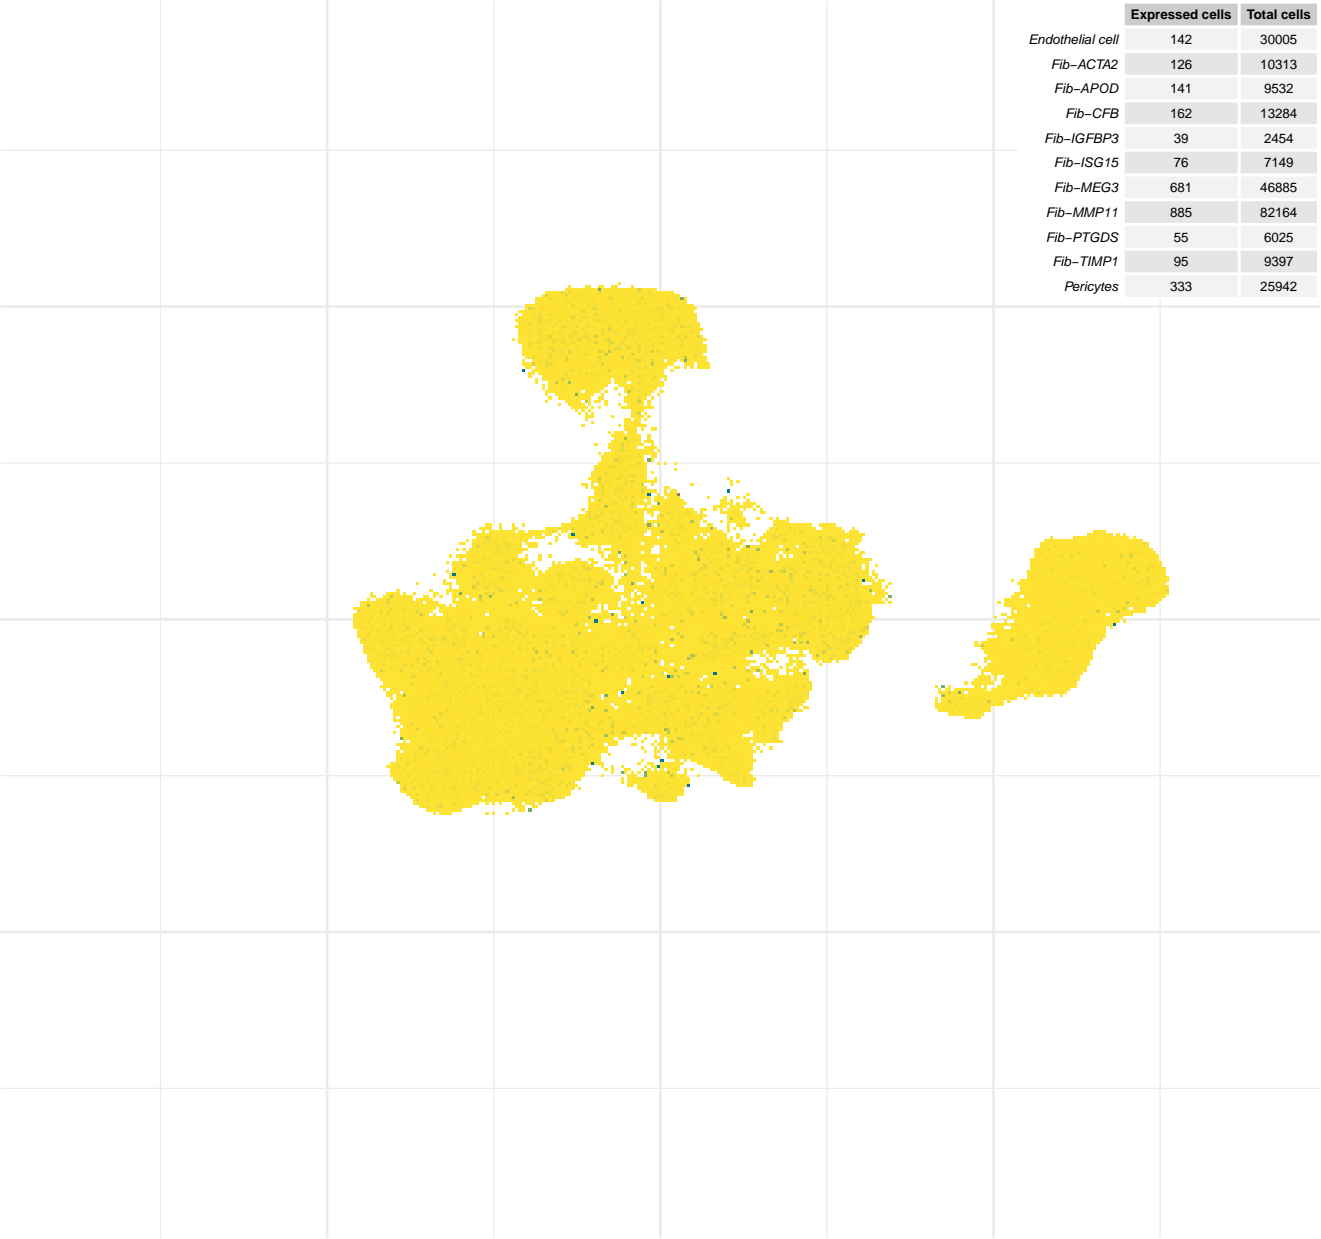 Expressed cells Total cells
Endothelial cell 142 30005
Fib−ACTA2 126 10313
Fib−APOD 141 9532
Fib−CFB 162 13284
Fib−IGFBP3 39 2454
Fib−ISG15 76 7149
Fib−MEG3 681 46885
Fib−MMP11 885 82164
Fib−PTGDS 55 6025
Fib−TIMP1 95 9397
Pericytes 333 25942